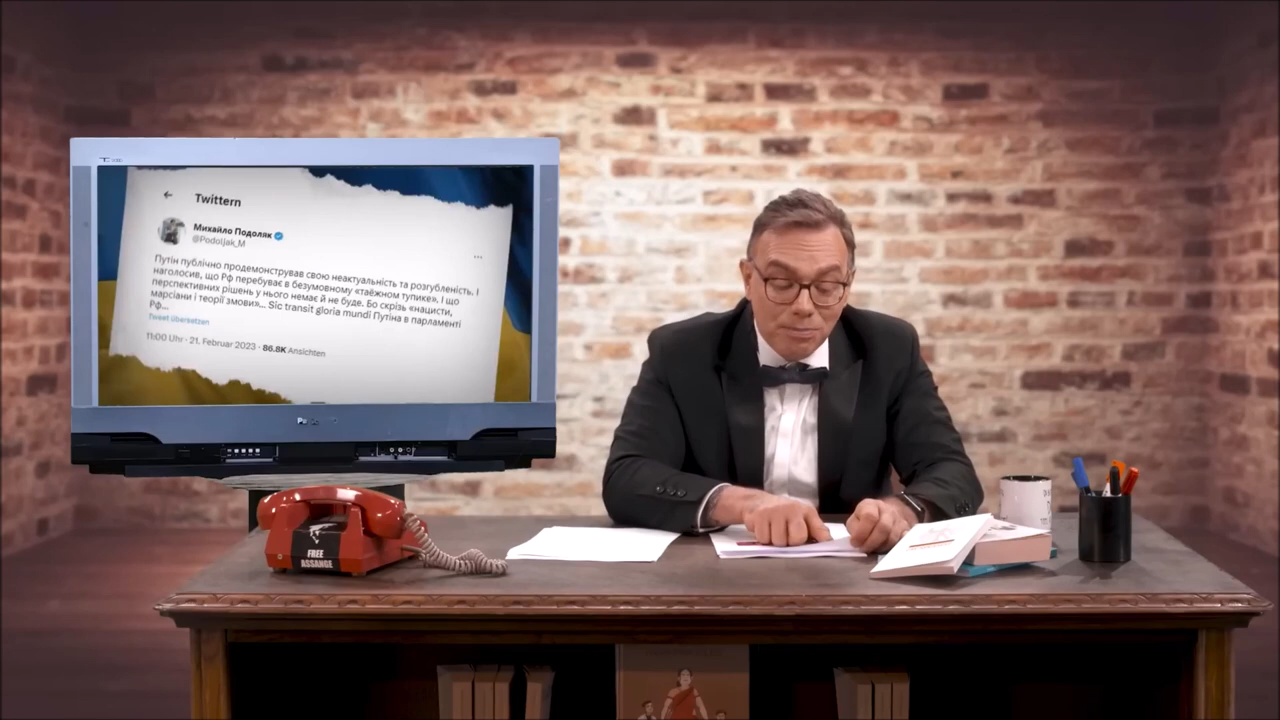 Twittern
Михайло Подоляк
@Podolyak_M
Путін публічно продемонстрував свою неактуальність та розгубленість. І
наголосив, що Рф перебуває в безумовному «таёжном тупике». І що
перспективних рішень у нього немає й не буде. Бо скрізь «нацисти,
марсіани і теорії змови»... Sic transit gloria mundi Путіна в парламенті
Рф...
Tweet übersetzen
11:00 Uhr · 21. Februar 2023 · 86.8K Ansichten
FREE
ASSANGE